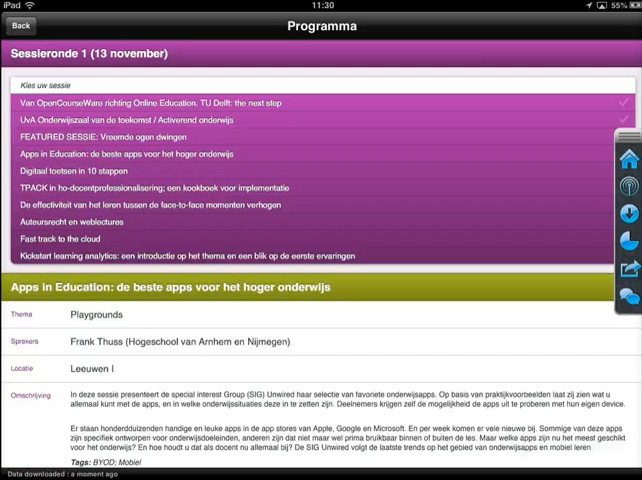 iPad 11:30 55%
Back
Programma
Sessieronde 1 (13 november)
Kies uw sessie
Van OpenCourseWare richting Online Education. TU Delft: the next step
UvA Onderwijszaal van de toekomst / Activerend onderwijs
FEATURED SESSIE: Vreemde ogen dwingen
Apps in Education: de beste apps voor het hoger onderwijs
Digitaal toetsen in 10 stappen
TPACK in ho-docentprofessionalisering; een kookboek voor implementatie
De effectiviteit van het leren tussen de face-to-face momenten verhogen
Auteursrecht en weblectures
Fast track to the cloud
Kickstart learning analytics: een introductie op het thema en een blik op de eerste ervaringen
Apps in Education: de beste apps voor het hoger onderwijs
Thema Playgrounds
Sprekers Frank Thuss (Hogeschool van Arnhem en Nijmegen)
Locatie Leeuwen I
Omschrijving In deze sessie presenteert de special interest Group (SIG) Unwired haar selectie van favoriete onderwijsapps. Op basis van praktijkvoorbeelden laat zij zien wat u
allemaal kunt met de apps, en in welke onderwijssituaties deze in te zetten zijn. Deelnemers krijgen zelf de mogelijkheid de apps uit te proberen met hun eigen device.
Er staan honderdduizenden handige en leuke apps in de app stores van Apple, Google en Microsoft. En per week komen er vele nieuwe bij. Sommige van deze apps
zijn specifiek ontworpen voor onderwijsdoeleinden, anderen zijn dat niet maar wel prima bruikbaar binnen of buiten de les. Maar welke apps zijn nu het meest geschikt
voor het onderwijs? En hoe houdt u dat als docent nu allemaal bij? De SIG Unwired volgt de laatste trends op het gebied van onderwijsapps en mobiel leren.
Tags: BYOD; Mobiel
Data downloaded : a moment ago